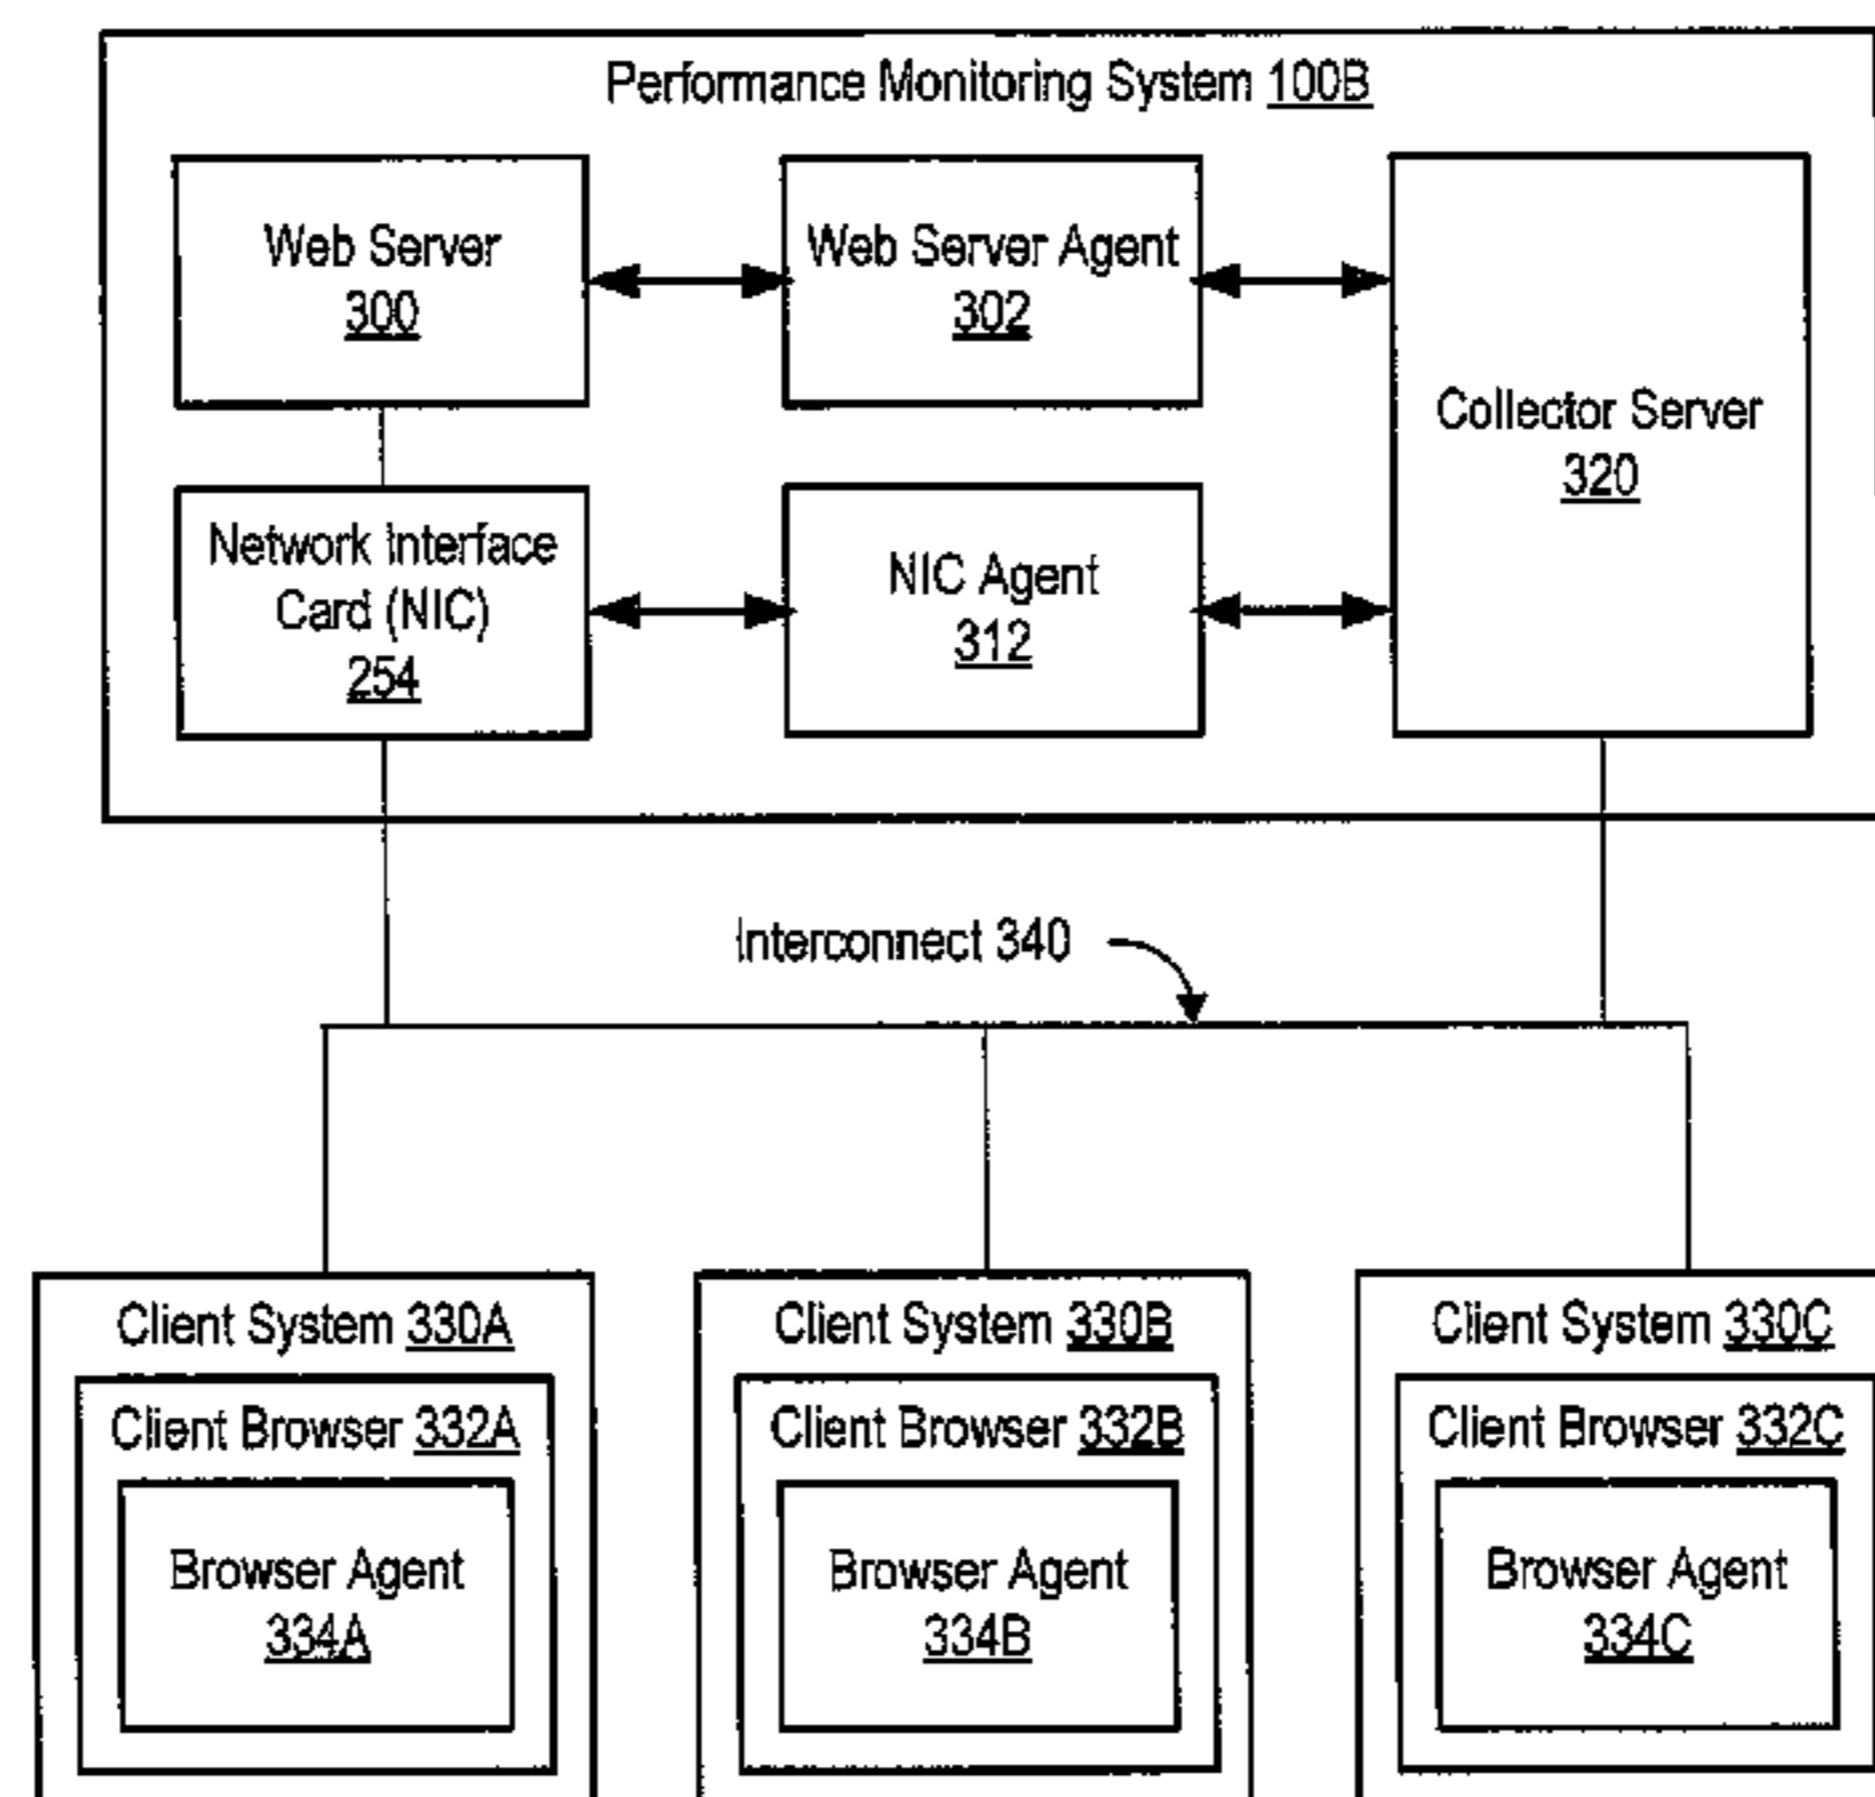 Performance Monitoring System 100B
Web Server
300
Web Server Agent
302
Collector Server
320
Network Interface
Card (NIC)
254
NIC Agent
312
Interconnect 340
Client System 330A
Client Browser 332A
Browser Agent
334A
Client System 330B
Client Browser 332B
Browser Agent
334B
Client System 330C
Client Browser 332C
Browser Agent
334C